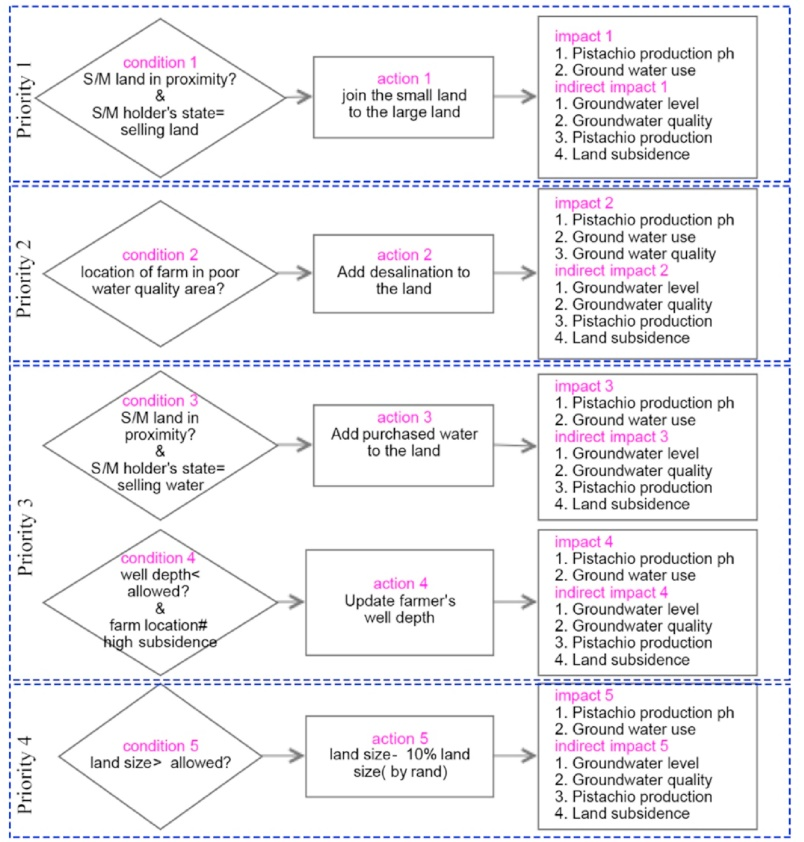 Priority 1
condition 1
S/M land in proximity?
&
S/M holder's state=
selling land
action 1
join the small land
to the large land
impact 1
1. Pistachio production ph
2. Ground water use
indirect impact 1
1. Groundwater level
2. Groundwater quality
3. Pistachio production
4. Land subsidence
Priority 2
condition 2
location of farm in poor
water quality area?
action 2
Add desalination to
the land
impact 2
1. Pistachio production ph
2. Ground water use
3. Ground water quality
indirect impact 2
1. Groundwater level
2. Groundwater quality
3. Pistachio production
4. Land subsidence
Priority 3
condition 3
S/M land in
proximity?
&
S/M holder's state=
selling water
action 3
Add purchased water
to the land
impact 3
1. Pistachio production ph
2. Ground water use
indirect impact 3
1. Groundwater level
2. Groundwater quality
3. Pistachio production
4. Land subsidence
condition 4
well depth<
allowed?
&
farm location#
high subsidence
action 4
Update farmer's
well depth
impact 4
1. Pistachio production ph
2. Ground water use
indirect impact 4
1. Groundwater level
2. Groundwater quality
3. Pistachio production
4. Land subsidence
Priority 4
condition 5
land size> allowed?
action 5
land size- 10% land
size( by rand)
impact 5
1. Pistachio production ph
2. Ground water use
indirect impact 5
1. Groundwater level
2. Groundwater quality
3. Pistachio production
4. Land subsidence